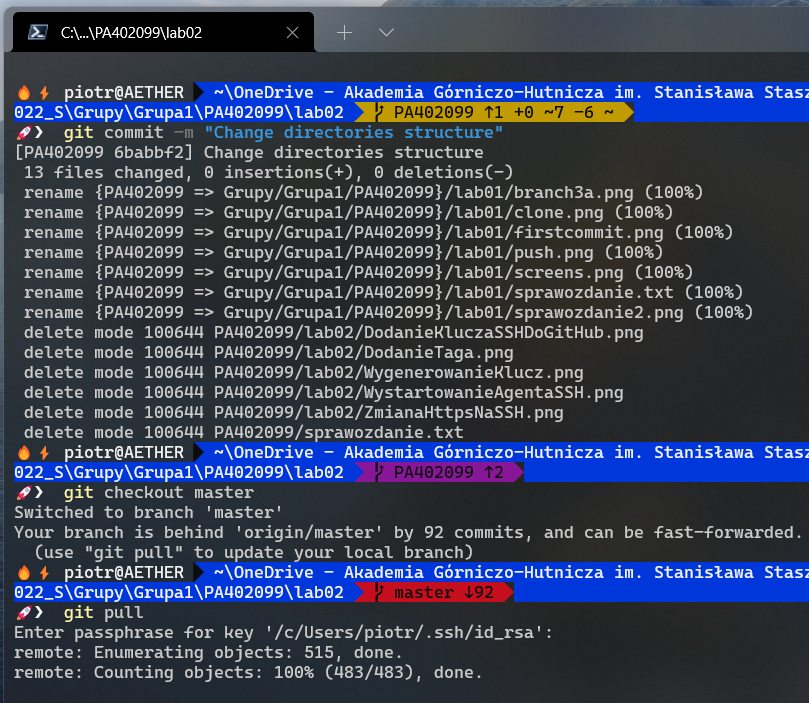 C:\...\PA402099\lab02
piotr@AETHER ~\OneDrive - Akademia Górniczo-Hutnicza im. Stanisława Stasz
022_S\Grupy\Grupa1\PA402099\lab02 PA402099 ↑1 +0 ~7 -6 ~
❯ git commit -m "Change directories structure"
[PA402099 6babbf2] Change directories structure
13 files changed, 0 insertions(+), 0 deletions(-)
rename {PA402099 => Grupy/Grupa1/PA402099}/lab01/branch3a.png (100%)
rename {PA402099 => Grupy/Grupa1/PA402099}/lab01/clone.png (100%)
rename {PA402099 => Grupy/Grupa1/PA402099}/lab01/firstcommit.png (100%)
rename {PA402099 => Grupy/Grupa1/PA402099}/lab01/push.png (100%)
rename {PA402099 => Grupy/Grupa1/PA402099}/lab01/screens.png (100%)
rename {PA402099 => Grupy/Grupa1/PA402099}/lab01/sprawozdanie.txt (100%)
rename {PA402099 => Grupy/Grupa1/PA402099}/lab01/sprawozdanie2.png (100%)
delete mode 100644 PA402099/lab02/DodanieKluczaSSHDoGitHub.png
delete mode 100644 PA402099/lab02/DodanieTaga.png
delete mode 100644 PA402099/lab02/WygenerowanieKlucz.png
delete mode 100644 PA402099/lab02/WystartowanieAgentaSSH.png
delete mode 100644 PA402099/lab02/ZmianaHttpsNaSSH.png
delete mode 100644 PA402099/sprawozdanie.txt
piotr@AETHER ~\OneDrive - Akademia Górniczo-Hutnicza im. Stanisława Stasz
022_S\Grupy\Grupa1\PA402099\lab02 PA402099 ↑2
❯ git checkout master
Switched to branch 'master'
Your branch is behind 'origin/master' by 92 commits, and can be fast-forwarded.
(use "git pull" to update your local branch)
piotr@AETHER ~\OneDrive - Akademia Górniczo-Hutnicza im. Stanisława Stasz
022_S\Grupy\Grupa1\PA402099\lab02 master ↓92
❯ git pull
Enter passphrase for key '/c/Users/piotr/.ssh/id_rsa':
remote: Enumerating objects: 515, done.
remote: Counting objects: 100% (483/483), done.